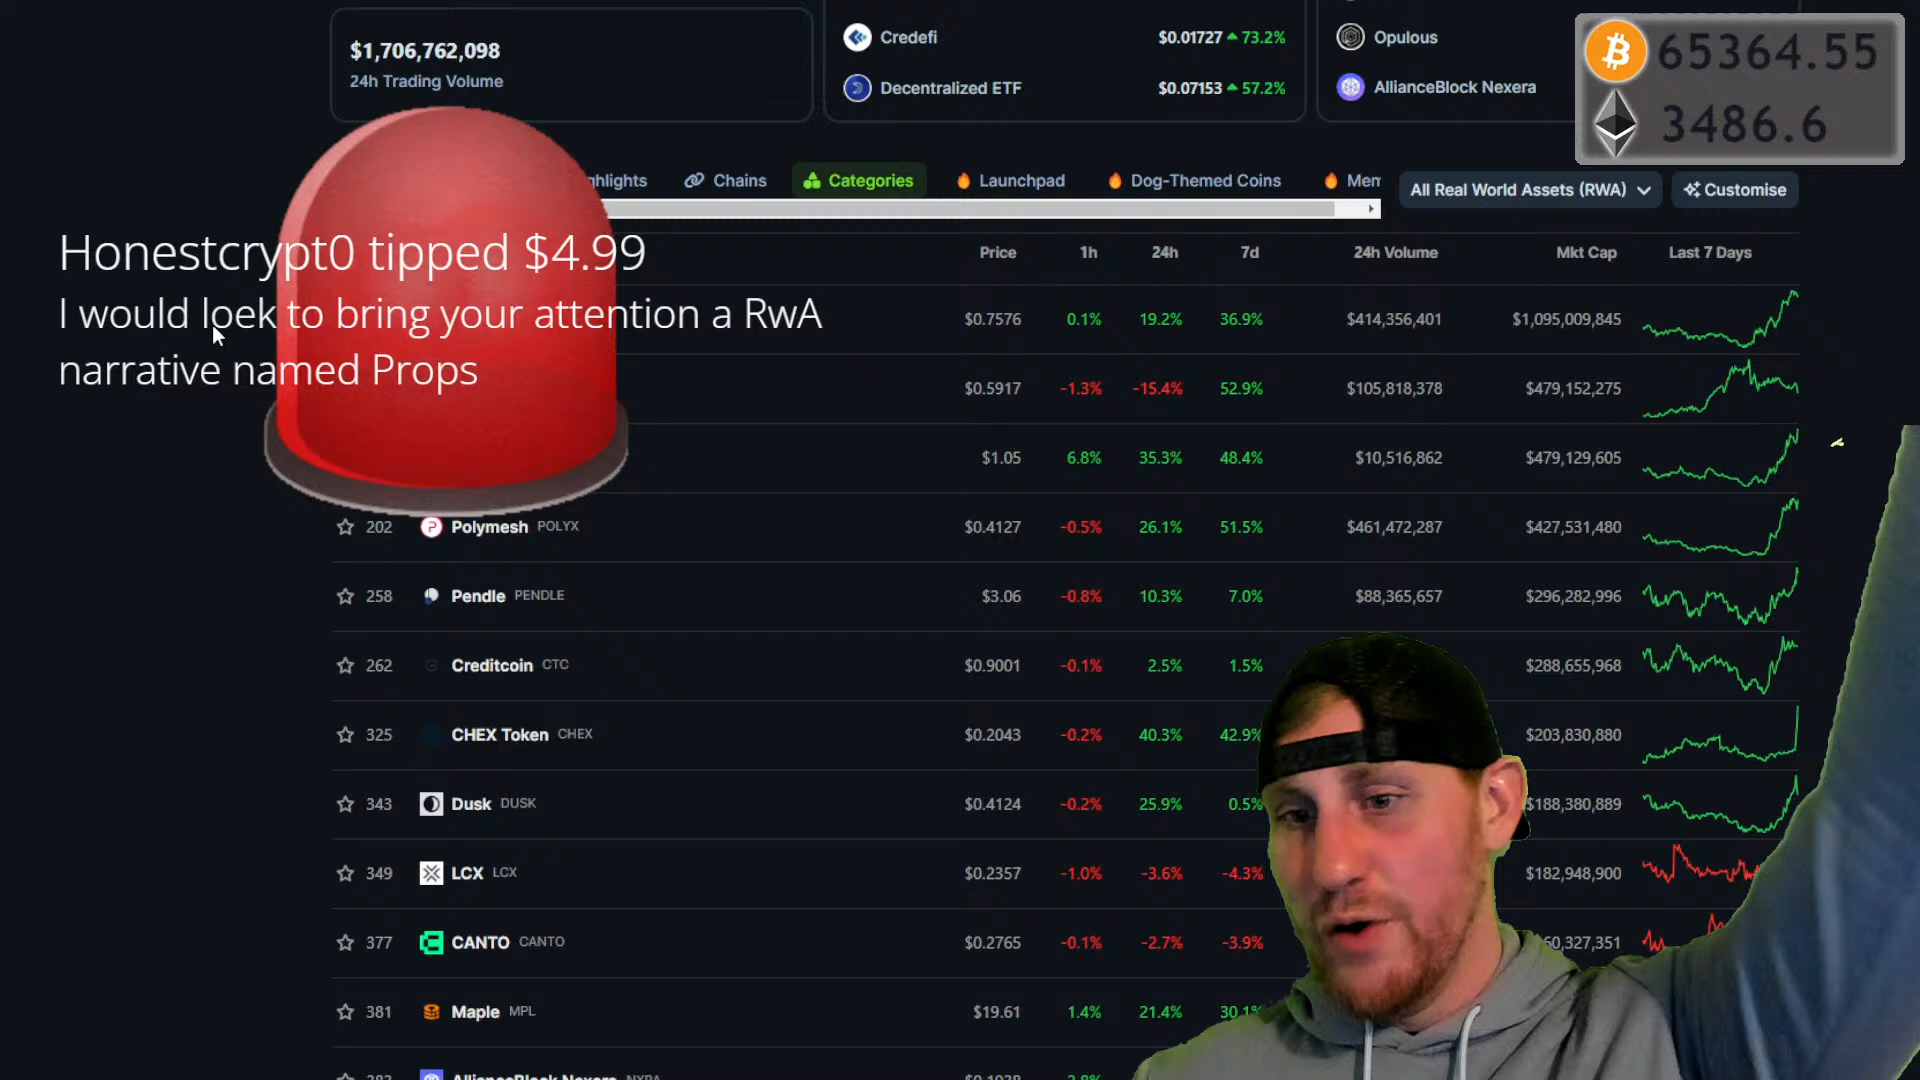 $1,706,762,098
24h Trading Volume
Credefi $0.01727 73.2%
Decentralized ETF $0.07153 57.2%
Opulous
AllianceBlock Nexera
65364.55
3486.6
ghlights Chains Categories Launchpad Dog-Themed Coins Mem
All Real World Assets (RWA) Customise
Honestcrypt0 tipped $4.99
I would loek to bring your attention a RwA
narrative named Props
Price 1h 24h 7d 24h Volume Mkt Cap Last 7 Days
$0.7576 0.1% 19.2% 36.9% $414,356,401 $1,095,009,845
$0.5917 -1.3% -15.4% 52.9% $105,818,378 $479,152,275
$1.05 6.8% 35.3% 48.4% $10,516,862 $479,129,605
202 Polymesh POLYX $0.4127 -0.5% 26.1% 51.5% $461,472,287 $427,531,480
258 Pendle PENDLE $3.06 -0.8% 10.3% 7.0% $88,365,657 $296,282,996
262 Creditcoin CTC $0.9001 -0.1% 2.5% 1.5% $288,655,968
325 CHEX Token CHEX $0.2043 -0.2% 40.3% 42.9% $203,830,880
343 Dusk DUSK $0.4124 -0.2% 25.9% 0.5% $188,380,889
349 LCX LCX $0.2357 -1.0% -3.6% -4.3% $182,948,900
377 CANTO CANTO $0.2765 -0.1% -2.7% -3.9% 60,327,351
381 Maple MPL $19.61 1.4% 21.4% 30.1%